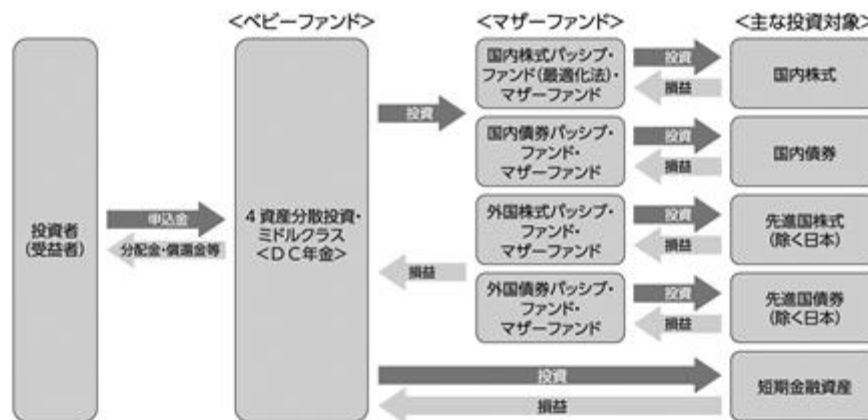 ＜ベビーファンド＞
＜マザーファンド＞
＜主な投資対象＞
投資者
(受益者)
申込金
分配金・償還金等
4資産分散投資・
ミドルクラス
＜DC年金＞
投資
損益
国内株式パッシブ・
ファンド(最適化法)・
マザーファンド
投資
損益
国内株式
国内債券パッシブ・
ファンド・
マザーファンド
投資
損益
国内債券
外国株式パッシブ・
ファンド・
マザーファンド
投資
損益
先進国株式
(除く日本)
外国債券パッシブ・
ファンド・
マザーファンド
投資
損益
先進国債券
(除く日本)
投資
損益
短期金融資産